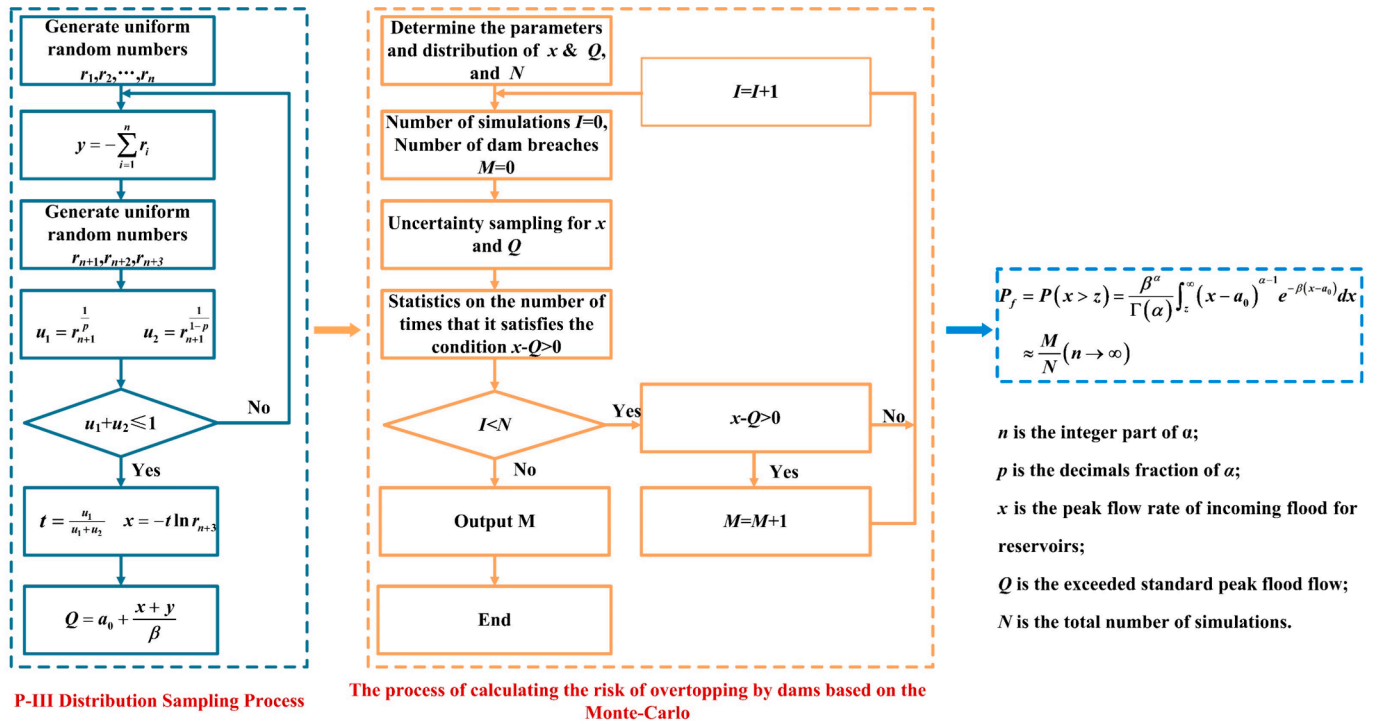 Generate uniform
random numbers
r₁,r₂,⋯,rₙ
y = −∑ᵢ₌₁ⁿ rᵢ
Generate uniform
random numbers
rₙ₊₁,rₙ₊₂,rₙ₊₃
u₁ = r_{n+1}^{1/p}    u₂ = r_{n+1}^{1/(1−p)}
u₁+u₂⩽1
No
Yes
t = u₁/(u₁+u₂)    x = −t ln rₙ₊₃
Q = a₀ + (x + y)/β
P-III Distribution Sampling Process
Determine the parameters
and distribution of x & Q,
and N
I=I+1
Number of simulations I=0,
Number of dam breaches
M=0
Uncertainty sampling for x
and Q
Statistics on the number of
times that it satisfies the
condition x-Q>0
I<N
Yes
x-Q>0
No
No
Yes
Output M
M=M+1
End
The process of calculating the risk of overtopping by dams based on the
Monte-Carlo
P_f = P(x > z) = β^α/Γ(α) ∫_z^∞ (x − a₀)^{α−1} e^{−β(x−a₀)} dx
≈ M/N (n → ∞)
n is the integer part of α;
p is the decimals fraction of α;
x is the peak flow rate of incoming flood for
reservoirs;
Q is the exceeded standard peak flood flow;
N is the total number of simulations.